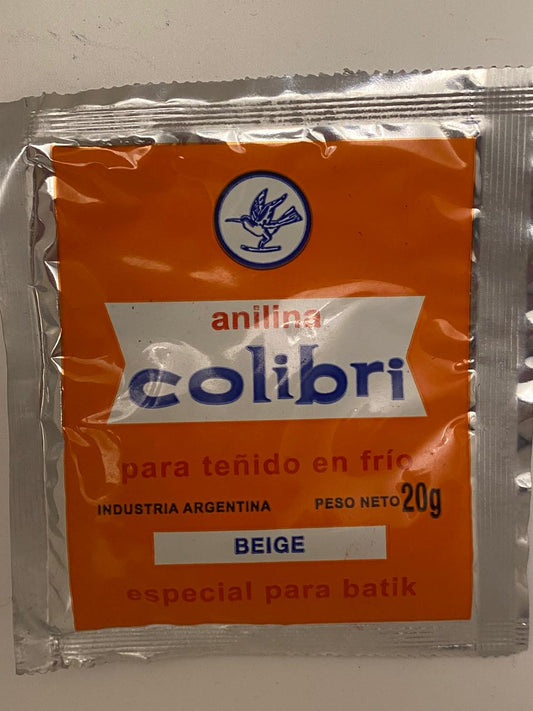 anilina
colibri
para teñido en frío
INDUSTRIA ARGENTINA PESO NETO 20g
BEIGE
especial para batik